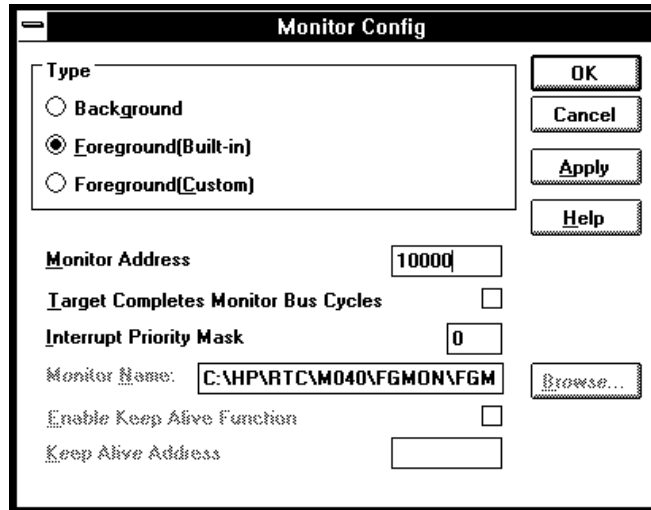 Monitor Config
Type
Background
Foreground(Built-in)
Foreground(Custom)
OK
Cancel
Apply
Help
Monitor Address 10000
Target Completes Monitor Bus Cycles
Interrupt Priority Mask 0
Monitor Name: C:\HP\RTC\M040\FGMON\FGM Browse...
Enable Keep Alive Function
Keep Alive Address